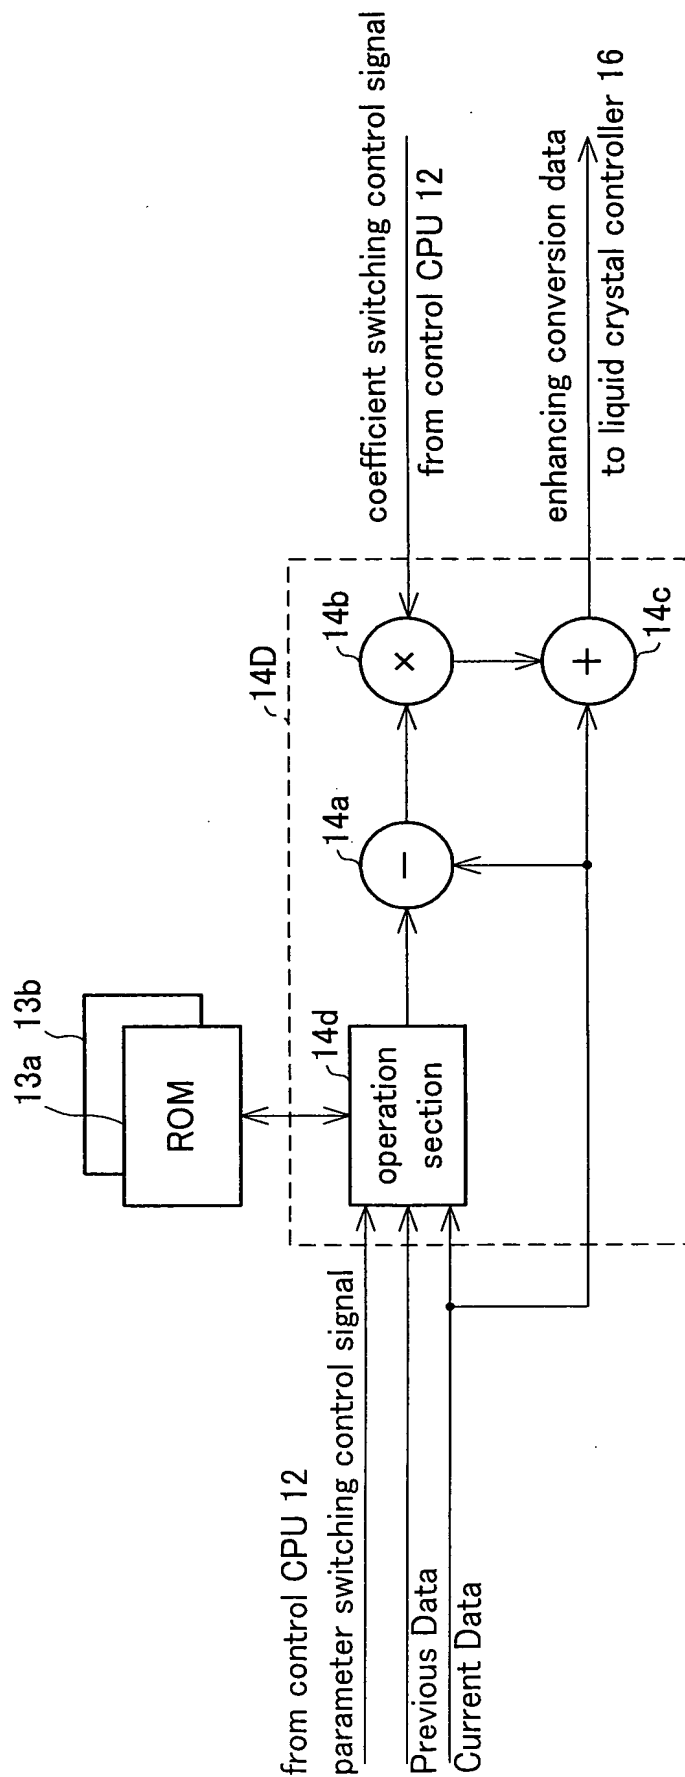 13a
13b
ROM
14D
14d
operation
section
14a
−
14b
×
14c
+
from control CPU 12
parameter switching control signal
Previous Data
Current Data
coefficient switching control signal
from control CPU 12
enhancing conversion data
to liquid crystal controller 16